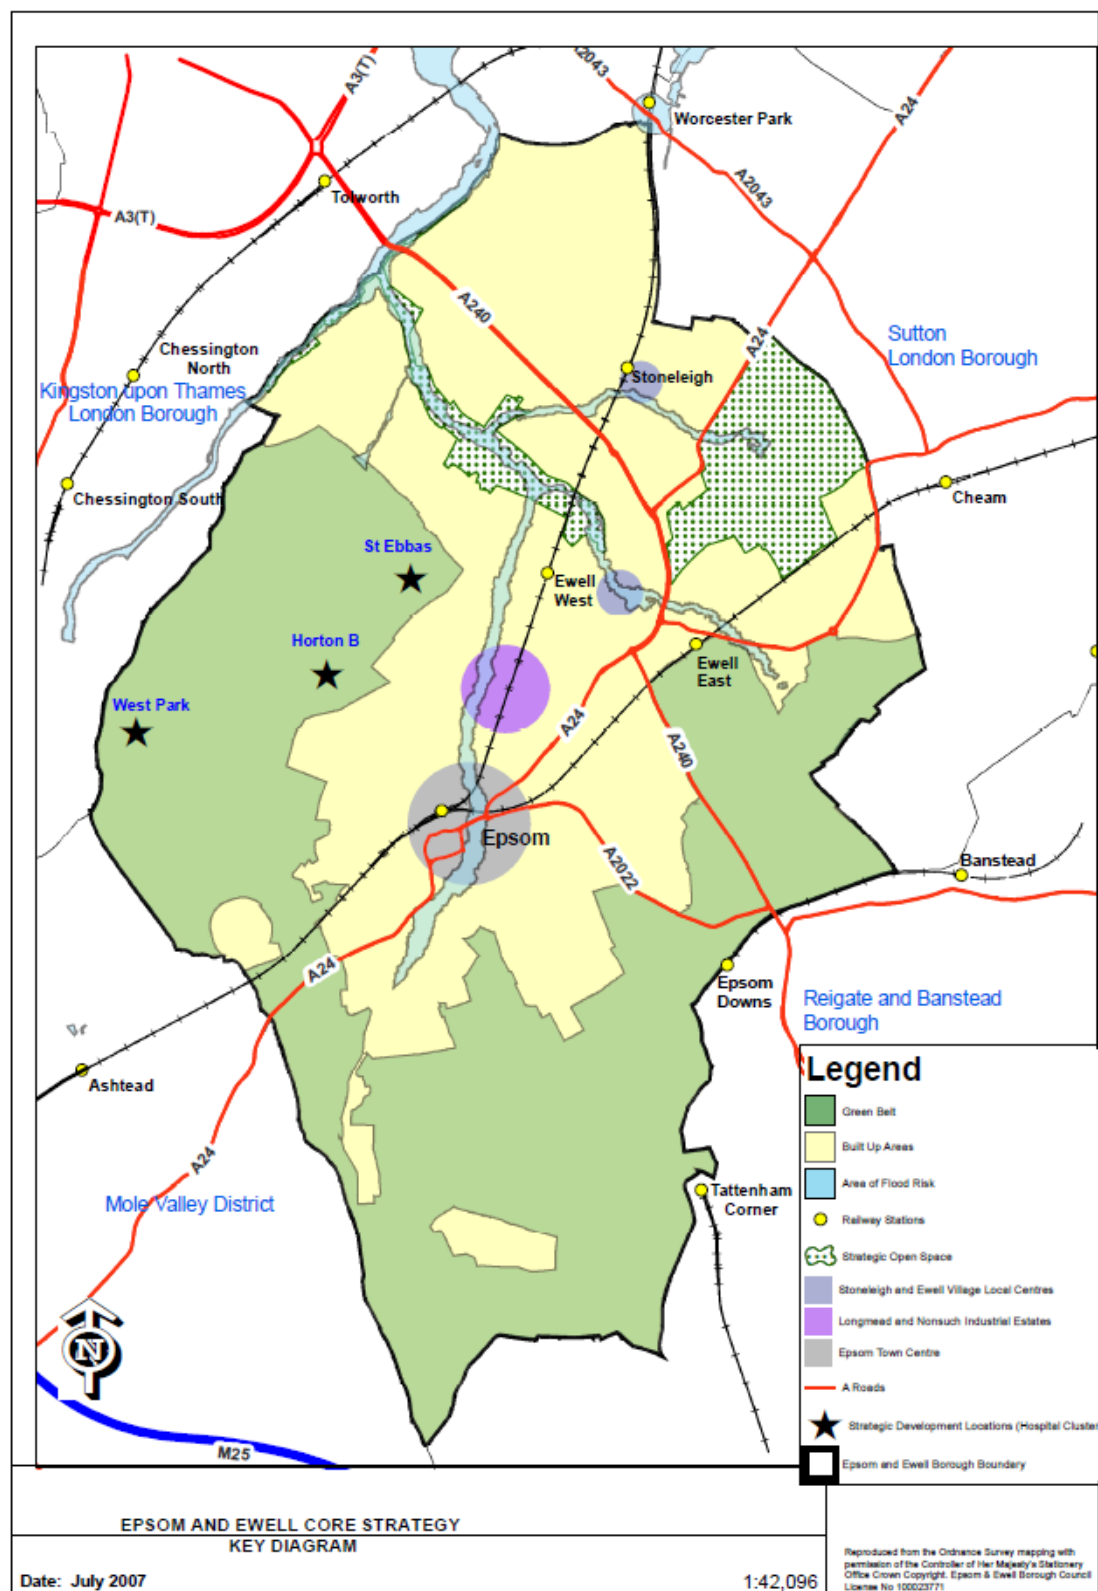 A2043
A3(T)
Worcester Park
A24
Tolworth
A2043
A3(T)
A240
Sutton
London Borough
A24
Chessington
North
Stoneleigh
Kingston upon Thames
London Borough
Chessington South
Cheam
St Ebbas
Ewell
West
Horton B
Ewell
East
West Park
A24
A240
Epsom
A2022
Banstead
A24
Epsom
Downs
Reigate and Banstead
Borough
Ashtead
A24
Mole Valley District
Tattenham
Corner
N
M25
Legend
Green Belt
Built Up Areas
Area of Flood Risk
Railway Stations
Strategic Open Space
Stoneleigh and Ewell Village Local Centres
Longmead and Nonsuch Industrial Estates
Epsom Town Centre
A Roads
Strategic Development Locations (Hospital Cluster
Epsom and Ewell Borough Boundary
EPSOM AND EWELL CORE STRATEGY
KEY DIAGRAM
Date: July 2007
1:42,096
Reproduced from the Ordnance Survey mapping with
permission of the Controller of Her Majesty's Stationery
Office Crown Copyright. Epsom & Ewell Borough Council
License No 100023771